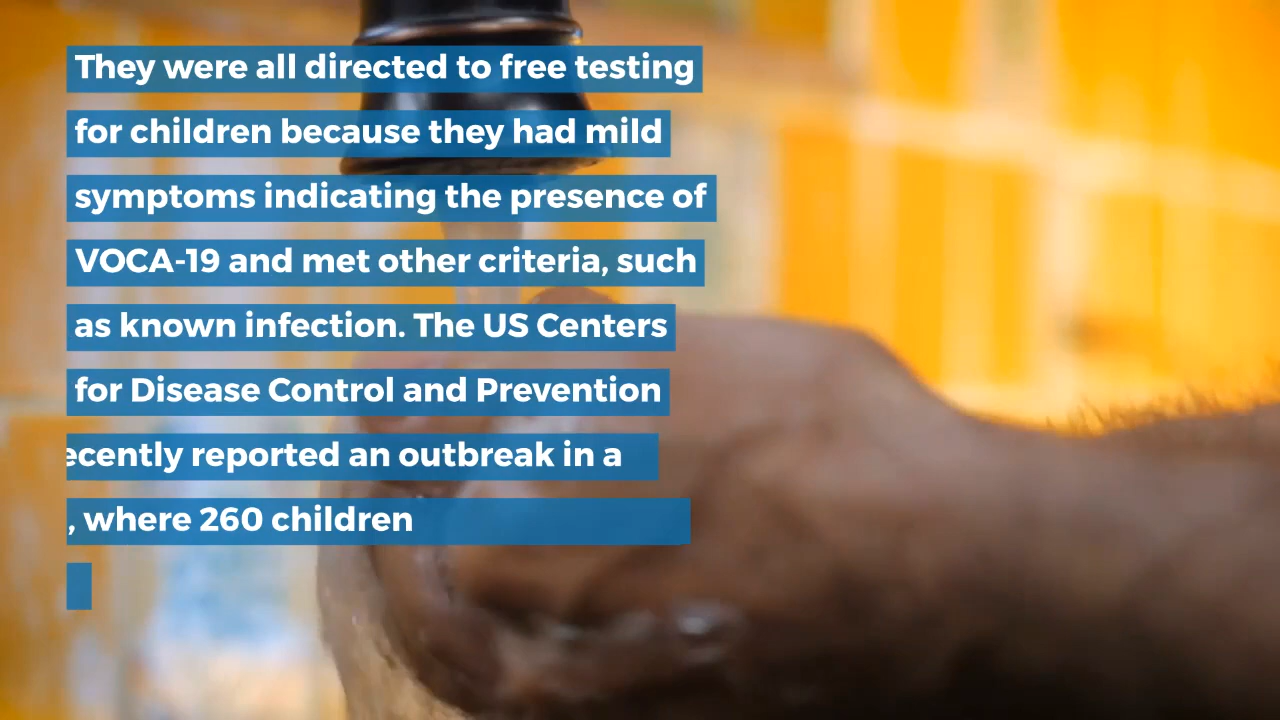 They were all directed to free testing
for children because they had mild
symptoms indicating the presence of
VOCA-19 and met other criteria, such
as known infection. The US Centers
for Disease Control and Prevention
ecently reported an outbreak in a
, where 260 children